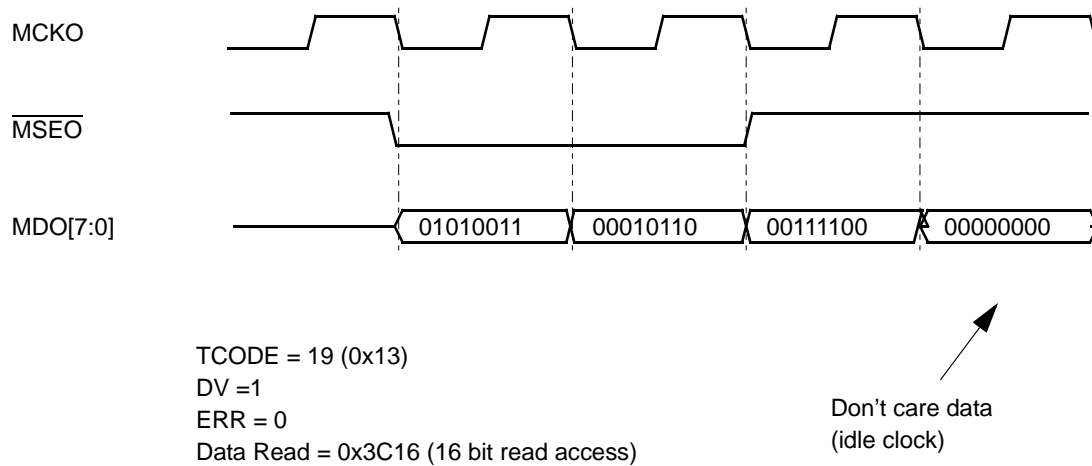 MCKO
MSEO
MDO[7:0]
01010011 00010110 00111100 00000000
TCODE = 19 (0x13)
DV =1
ERR = 0
Data Read = 0x3C16 (16 bit read access)
Don't care data
(idle clock)